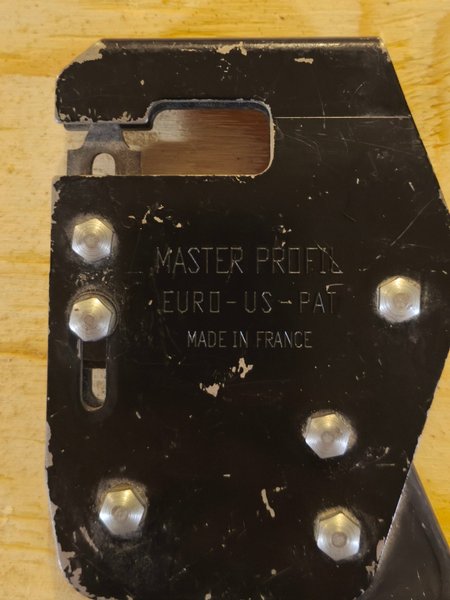 MASTER PROFIL
EURO-US-PAT
MADE IN FRANCE